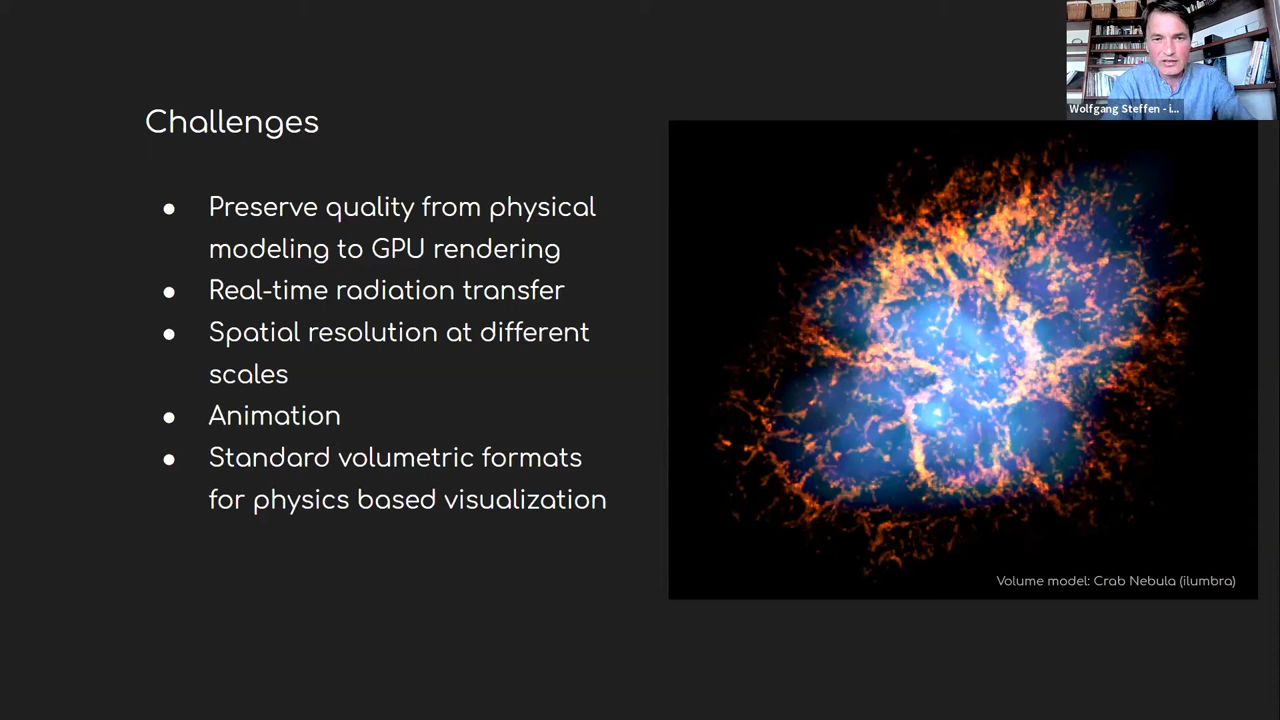 Wolfgang Steffen - i...
Challenges
● Preserve quality from physical
modeling to GPU rendering
● Real-time radiation transfer
● Spatial resolution at different
scales
● Animation
● Standard volumetric formats
for physics based visualization
Volume model: Crab Nebula (ilumbra)